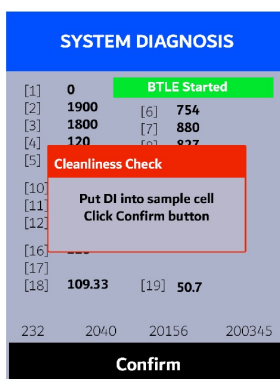 SYSTEM DIAGNOSIS
BTLE Started
[1] 0
[2] 1900 [6] 754
[3] 1800 [7] 880
[4] 120 827
[5]
Cleanliness Check
[10]
Put DI into sample cell
[11]
Click Confirm button
[12]
[16]
[17]
[18] 109.33 [19] 50.7
232 2040 20156 200345
Confirm